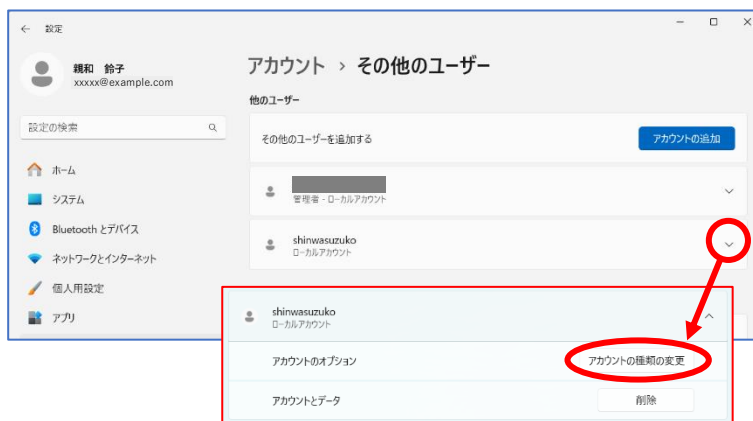 ← 設定
親和 鈴子
xxxxx@example.com
設定の検索
ホーム
システム
Bluetooth とデバイス
ネットワークとインターネット
個人用設定
アプリ
アカウント › その他のユーザー
他のユーザー
その他のユーザーを追加する
アカウントの追加
管理者 - ローカルアカウント
shinwasuzuko
ローカルアカウント
shinwasuzuko
ローカルアカウント
アカウントのオプション
アカウントの種類の変更
アカウントとデータ
削除